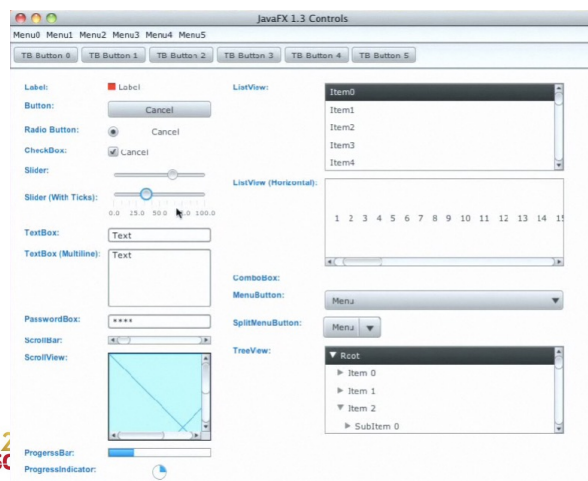 JavaFX 1.3 Controls
Menu0 Menu1 Menu2 Menu3 Menu4 Menu5
TB Button 0 TB Button 1 TB Button 2 TB Button 3 TB Button 4 TB Button 5
Label: Label
Button: Cancel
Radio Button: Cancel
CheckBox: Cancel
Slider:
Slider (With Ticks):
0.0 25.0 50.0 100.0
TextBox: Text
TextBox (Multiline): Text
PasswordBox: ****
ScrollBar:
ScrollView:
ProgerssBar:
ProgressIndicator:
ListView: Item0
Item1
Item2
Item3
Item4
ListView (Horizontal):
1 2 3 4 5 6 7 8 9 10 11 12 13 14 15
ComboBox:
MenuButton: Menu
SplitMenuButton: Menu
TreeView: Root
Item 0
Item 1
Item 2
SubItem 0